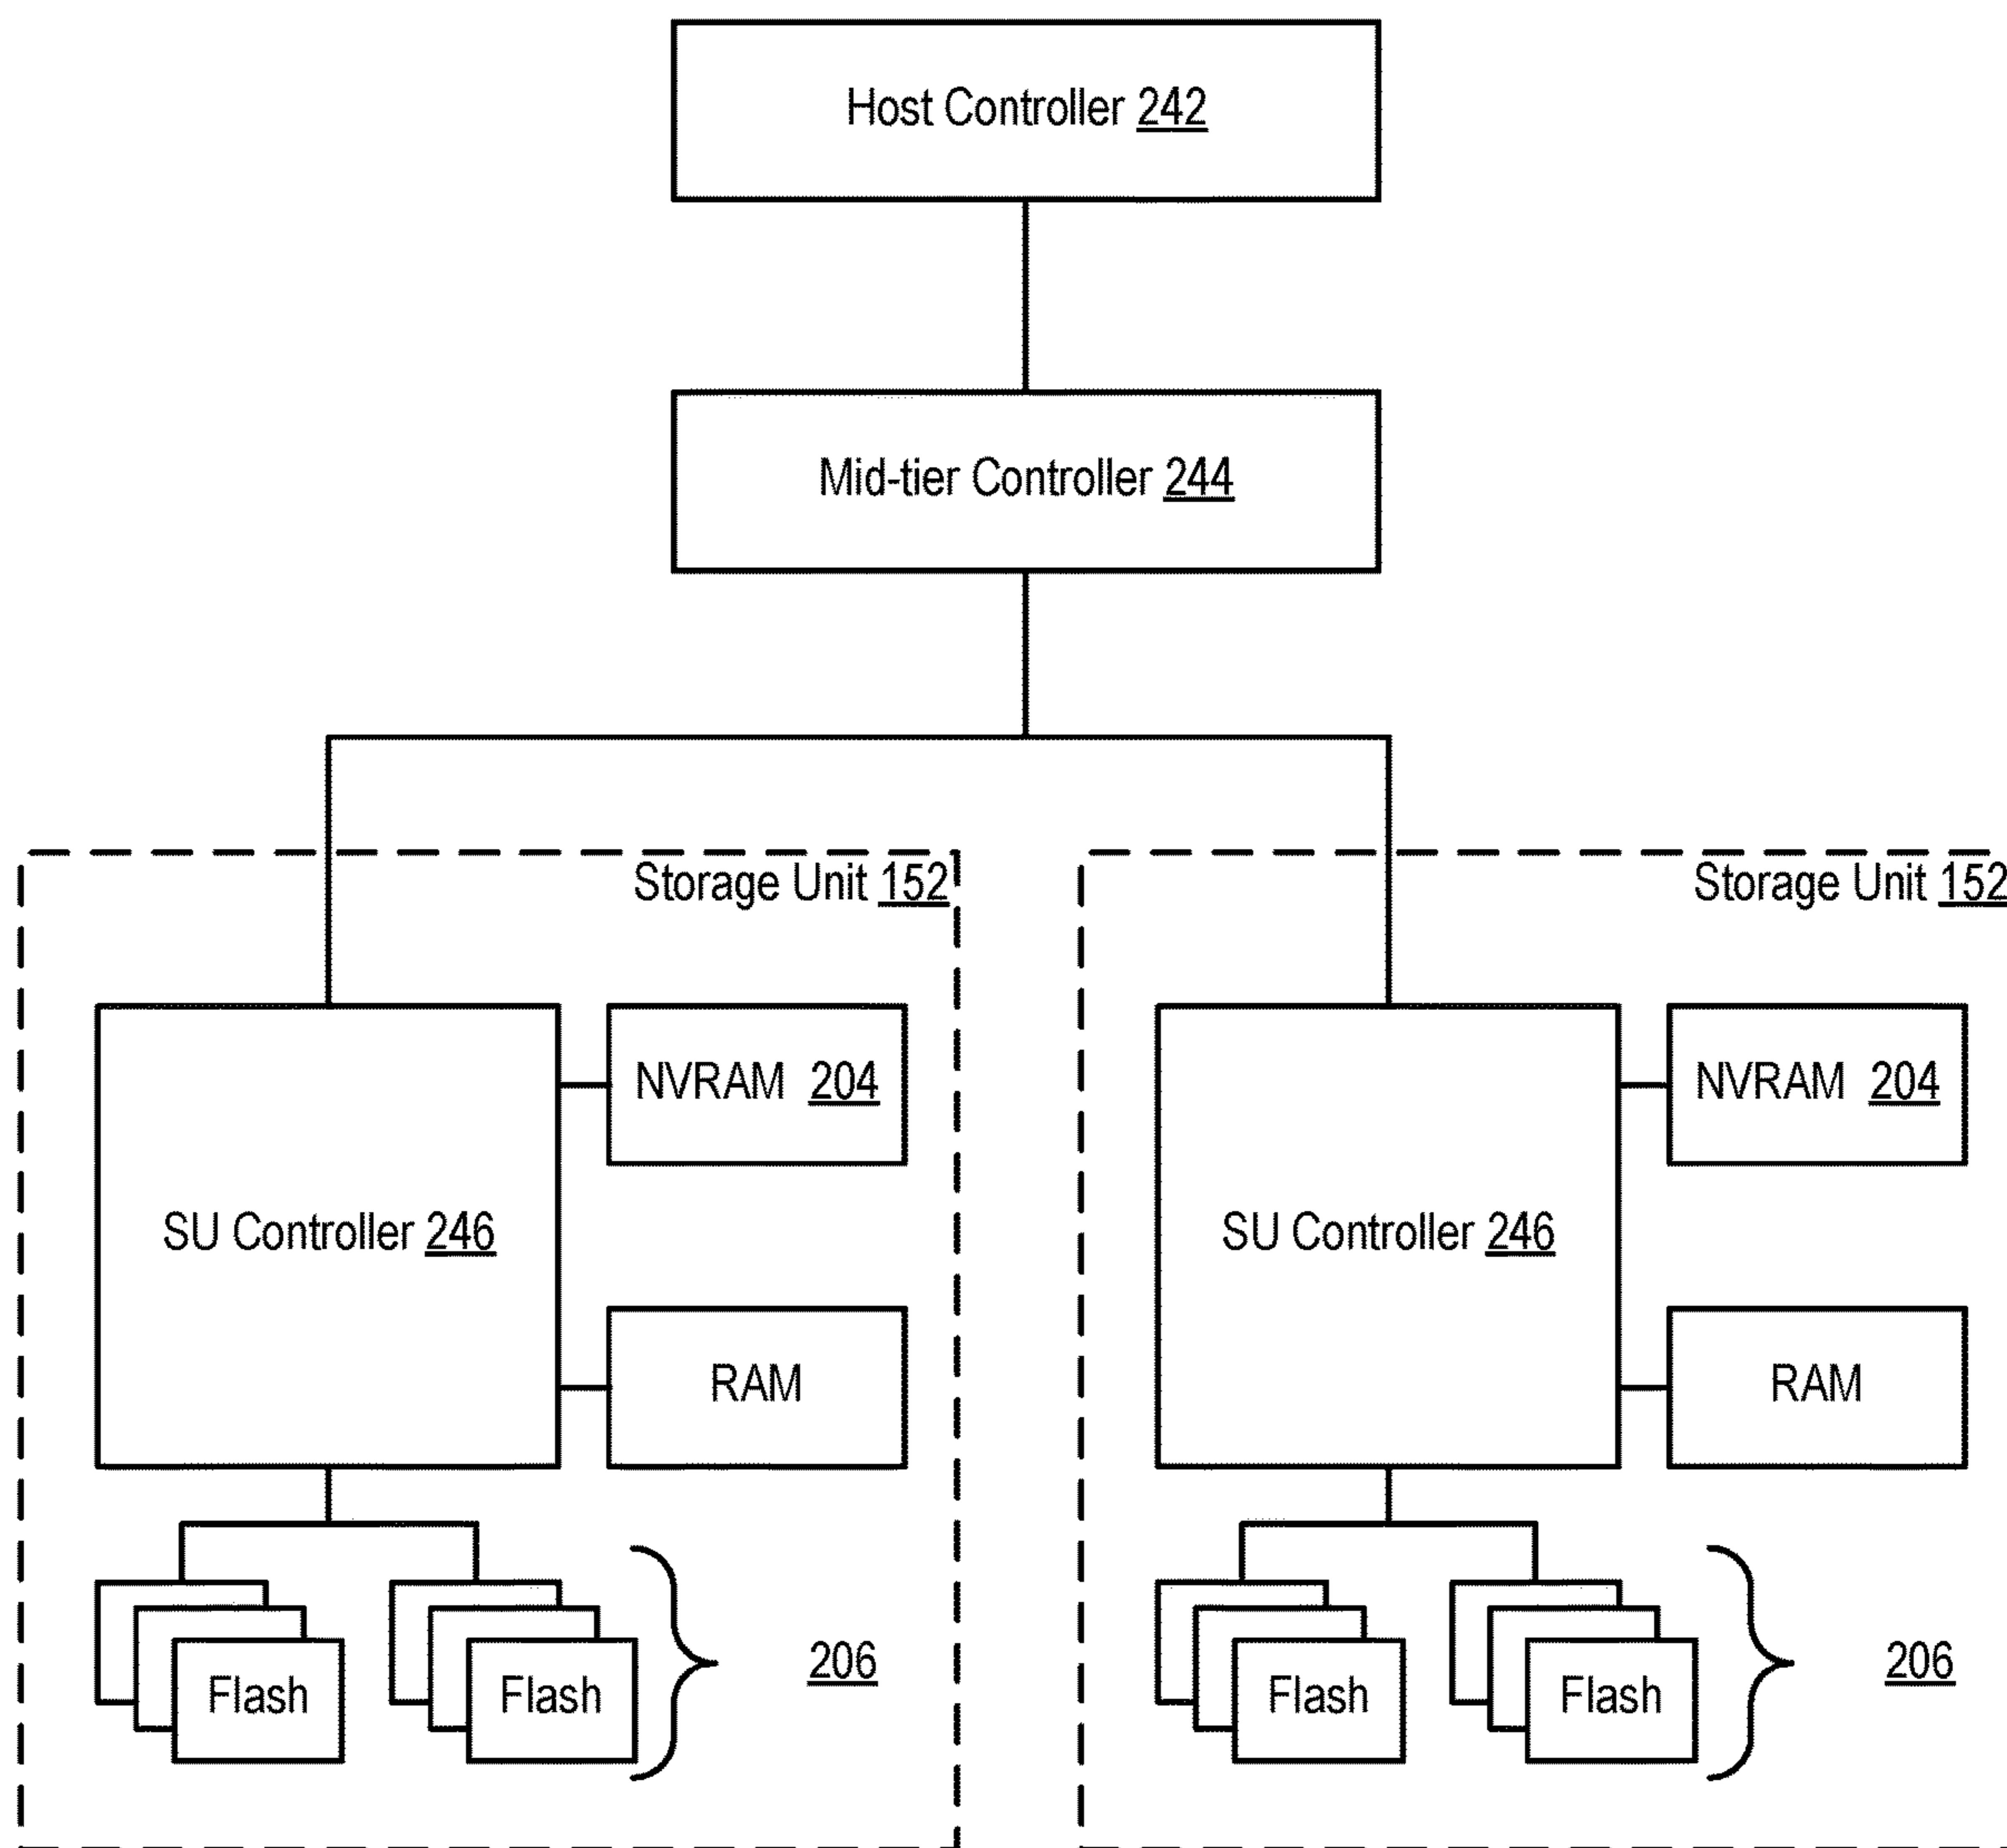 Host Controller 242
Mid-tier Controller 244
Storage Unit 152
Storage Unit 152
NVRAM 204
NVRAM 204
SU Controller 246
SU Controller 246
RAM
RAM
206
206
Flash
Flash
Flash
Flash